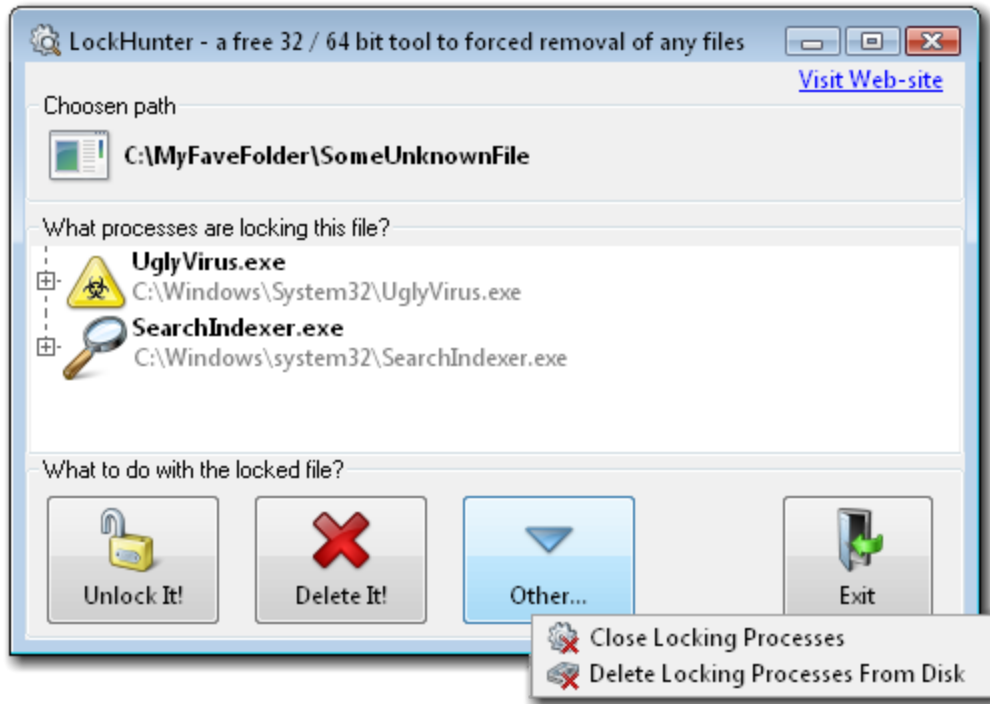 LockHunter - a free 32 / 64 bit tool to forced removal of any files
Visit Web-site
Choosen path
C:\MyFaveFolder\SomeUnknownFile
What processes are locking this file?
UglyVirus.exe
C:\Windows\System32\UglyVirus.exe
SearchIndexer.exe
C:\Windows\system32\SearchIndexer.exe
What to do with the locked file?
Unlock It!
Delete It!
Other...
Exit
Close Locking Processes
Delete Locking Processes From Disk